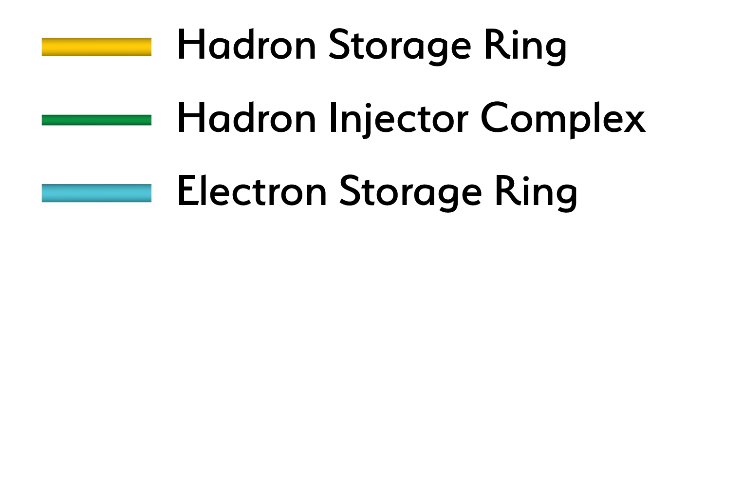 Hadron Storage Ring
Hadron Injector Complex
Electron Storage Ring